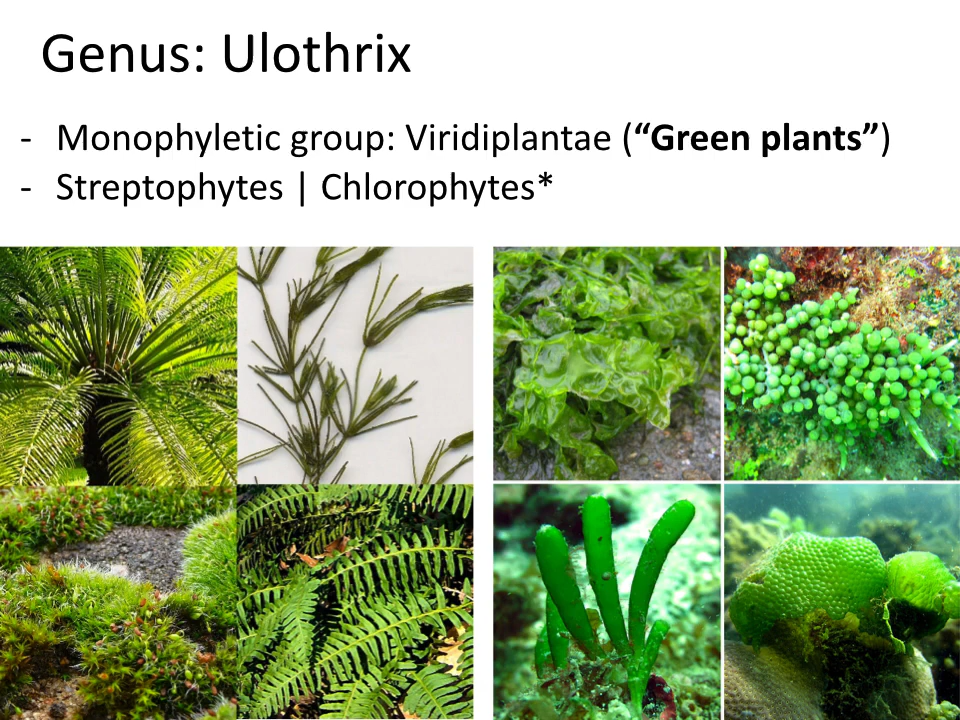 Genus: Ulothrix
- Monophyletic group: Viridiplantae (“Green plants”)
- Streptophytes | Chlorophytes*